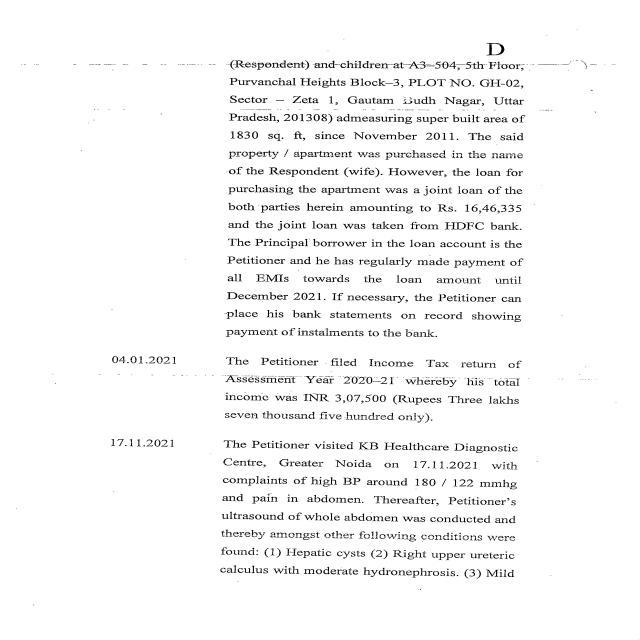 D
(Respondent) and children at A3–504, 5th Floor,
Purvanchal Heights Block–3, PLOT NO. GH-02,
Sector – Zeta 1, Gautam Budh Nagar, Uttar
Pradesh, 201308) admeasuring super built area of
1830 sq. ft, since November 2011. The said
property / apartment was purchased in the name
of the Respondent (wife). However, the loan for
purchasing the apartment was a joint loan of the
both parties herein amounting to Rs. 16,46,335
and the joint loan was taken from HDFC bank.
The Principal borrower in the loan account is the
Petitioner and he has regularly made payment of
all EMIs towards the loan amount until
December 2021. If necessary, the Petitioner can
place his bank statements on record showing
payment of instalments to the bank.
04.01.2021 The Petitioner filed Income Tax return of
Assessment Year 2020–21 whereby his total
income was INR 3,07,500 (Rupees Three lakhs
seven thousand five hundred only).
17.11.2021 The Petitioner visited KB Healthcare Diagnostic
Centre, Greater Noida on 17.11.2021 with
complaints of high BP around 180 / 122 mmhg
and pain in abdomen. Thereafter, Petitioner's
ultrasound of whole abdomen was conducted and
thereby amongst other following conditions were
found: (1) Hepatic cysts (2) Right upper ureteric
calculus with moderate hydronephrosis. (3) Mild